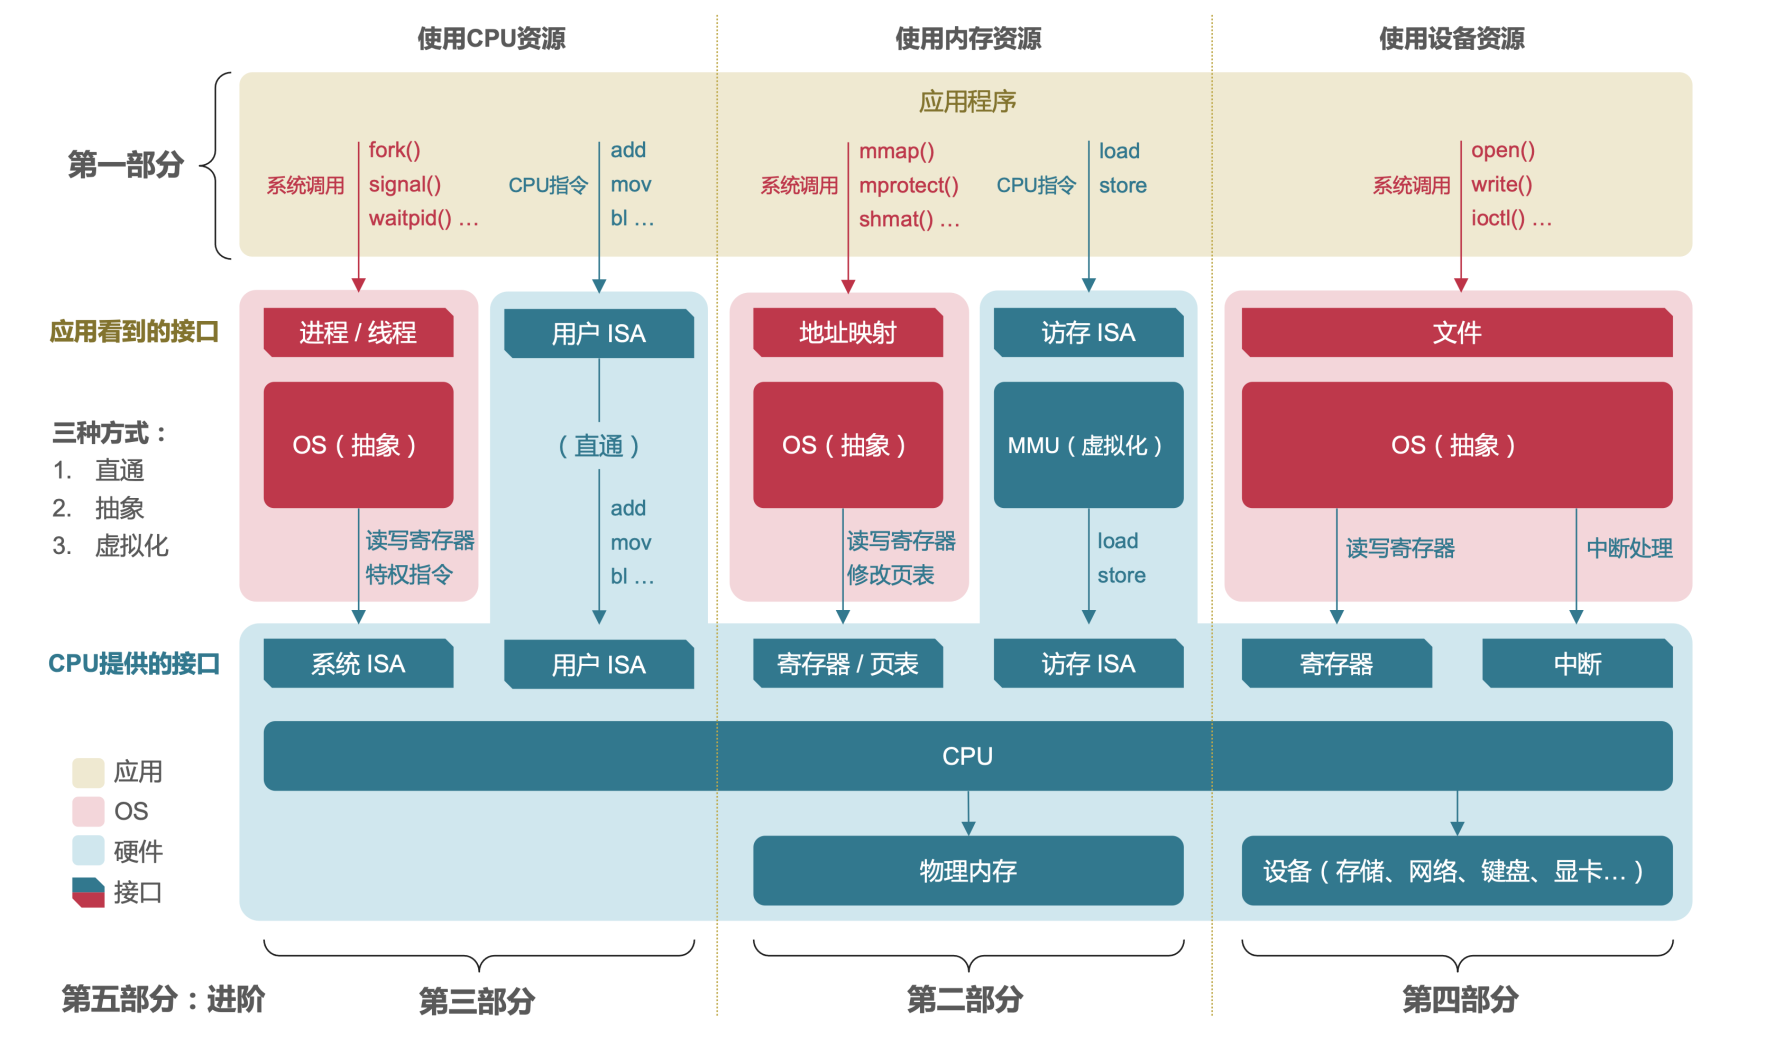 使用CPU资源
使用内存资源
使用设备资源
第一部分
应用程序
系统调用
fork()
signal()
waitpid() …
CPU指令
add
mov
bl …
系统调用
mmap()
mprotect()
shmat() …
CPU指令
load
store
系统调用
open()
write()
ioctl() …
应用看到的接口
进程 / 线程
用户 ISA
地址映射
访存 ISA
文件
三种方式：
1. 直通
2. 抽象
3. 虚拟化
OS（抽象）
（直通）
OS（抽象）
MMU（虚拟化）
OS（抽象）
读写寄存器
特权指令
add
mov
bl …
读写寄存器
修改页表
load
store
读写寄存器
中断处理
CPU提供的接口
系统 ISA
用户 ISA
寄存器 / 页表
访存 ISA
寄存器
中断
CPU
物理内存
设备（存储、网络、键盘、显卡…）
应用
OS
硬件
接口
第五部分：进阶
第三部分
第二部分
第四部分